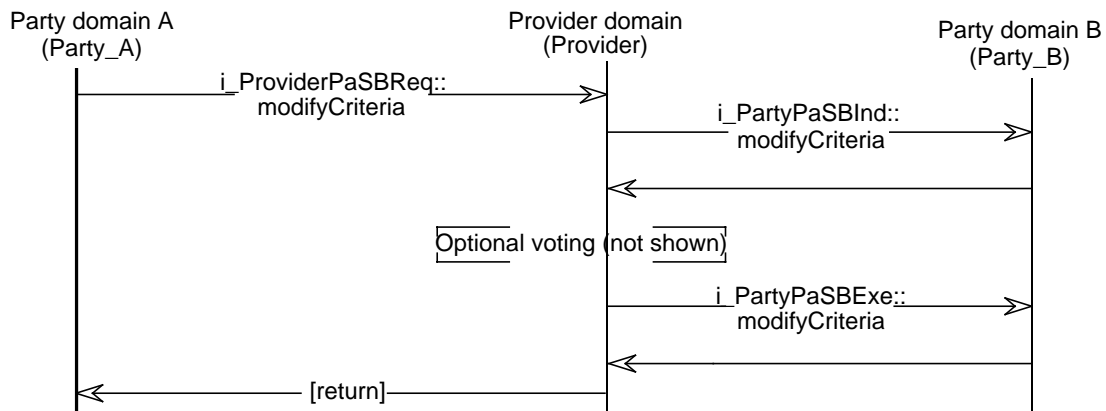 Party domain A
(Party_A)
Provider domain
(Provider)
Party domain B
(Party_B)
i_ProviderPaSBReq::
modifyCriteria
i_PartyPaSBInd::
modifyCriteria
Optional voting (not shown)
i_PartyPaSBExe::
modifyCriteria
[return]